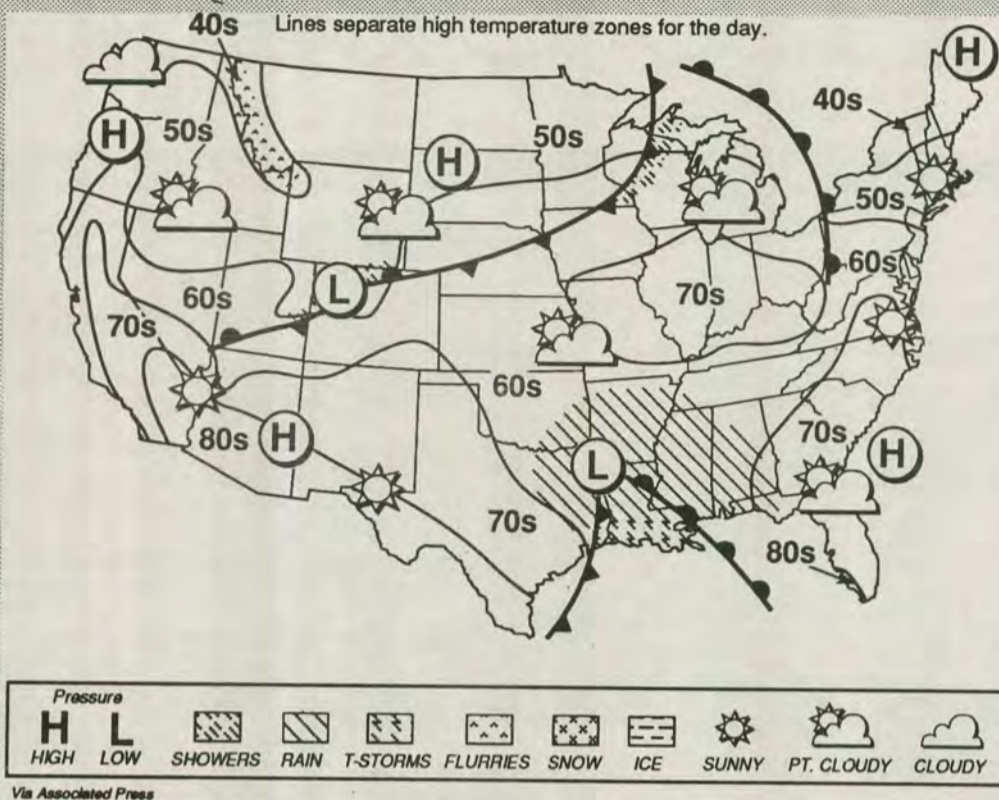 40s Lines separate high temperature zones for the day.
H
40s
H 50s 50s
H
50s
60s
L
60s 70s
70s
60s
80s H 70s H
L
70s
80s
Pressure
H L
HIGH LOW SHOWERS RAIN T-STORMS FLURRIES SNOW ICE SUNNY PT. CLOUDY CLOUDY
Via Associated Press